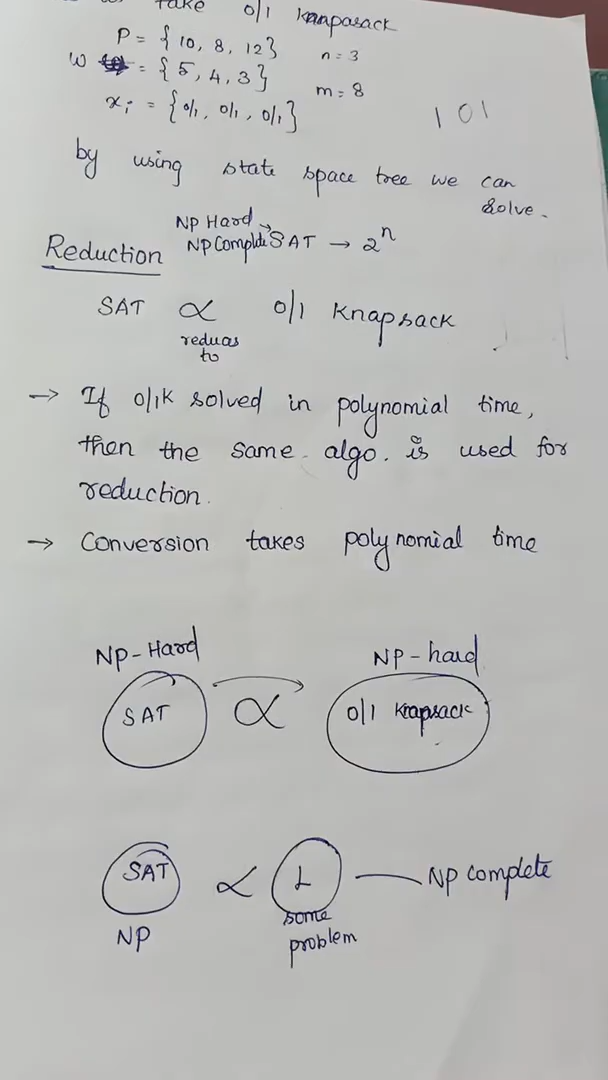 take 0/1 Knapasack
P = { 10, 8, 12} n = 3
w = { 5, 4, 3 } m = 8
xi = { 0/1, 0/1, 0/1 } 1 0 1
by using state space tree we can
solve.
NP Hard →
Reduction NP Complete SAT → 2^n
SAT ∝ 0/1 Knapsack
reduces
to
→ If 0/1K solved in polynomial time,
then the same algo. is used for
reduction.
→ Conversion takes polynomial time
NP-Hard NP-hard
SAT ∝ 0/1 Knapsack
SAT ∝ L — NP complete
NP some
problem